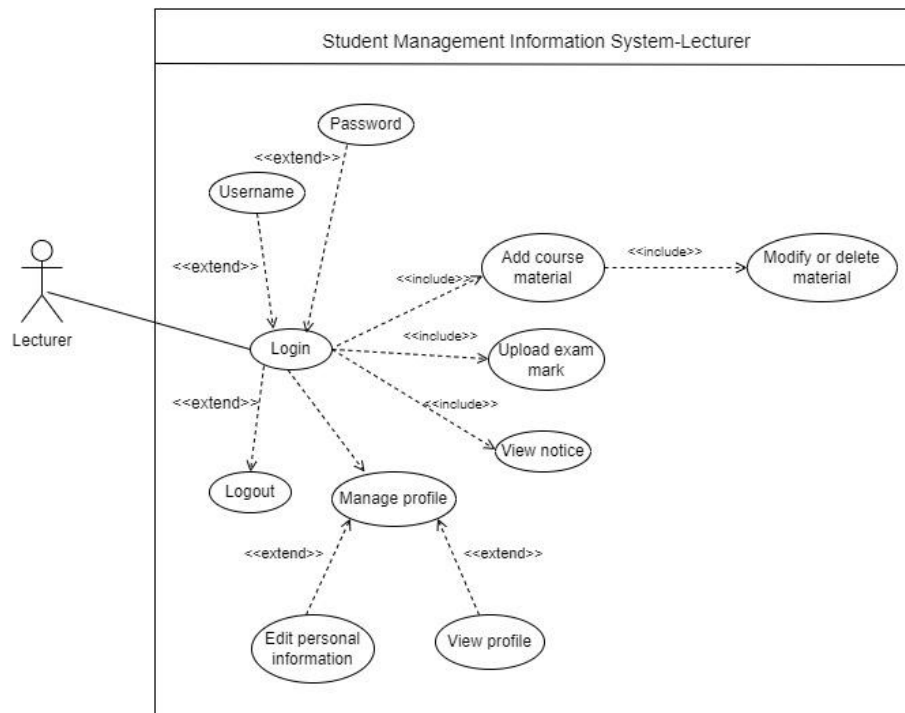 Student Management Information System-Lecturer
Password
<<extend>>
Username
<<extend>>
Lecturer
Login
<<include>>
Add course
material
<<include>>
Modify or delete
material
<<include>>
Upload exam
mark
<<include>>
View notice
<<extend>>
Logout
Manage profile
<<extend>>
<<extend>>
Edit personal
information
View profile